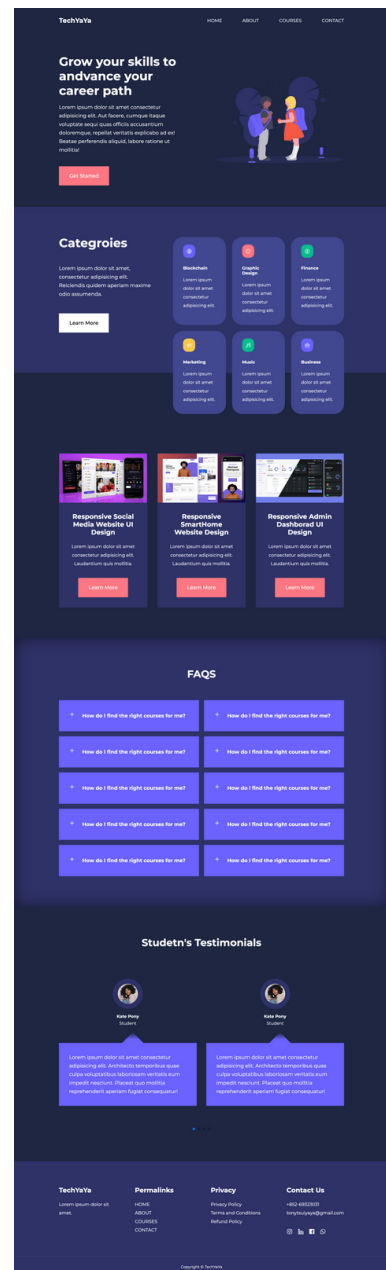 TechYaYa
HOME ABOUT COURSES CONTACT
Grow your skills to
andvance your
career path
Lorem ipsum dolor sit amet consectetur
adipisicing elit. Aut facere, cumque itaque
voluptate sequi quas officiis accusantium
doloremque, repellat veritatis explicabo ad ex!
Beatae perferendis aliquid, labore ratione ut
mollitia!
Get Started
Categroies
Lorem ipsum dolor sit amet,
consectetur adipisicing elit.
Reiciendis quidem aperiam maxime
odio assumenda.
Learn More
Blockchain
Lorem ipsum
dolor sit amet
consectetur
adipisicing elit.
Graphic
Design
Lorem ipsum
dolor sit amet
consectetur
adipisicing elit.
Finance
Lorem ipsum
dolor sit amet
consectetur
adipisicing elit.
Marketing
Lorem ipsum
dolor sit amet
consectetur
adipisicing elit.
Music
Lorem ipsum
dolor sit amet
consectetur
adipisicing elit.
Business
Lorem ipsum
dolor sit amet
consectetur
adipisicing elit.
Responsive Social
Media Website UI
Design
Lorem ipsum dolor sit amet
consectetur adipisicing elit.
Laudantium quis mollitia.
Learn More
Responsive
SmartHome
Website Design
Lorem ipsum dolor sit amet
consectetur adipisicing elit.
Laudantium quis mollitia.
Learn More
Responsive Admin
Dashborad UI
Design
Lorem ipsum dolor sit amet
consectetur adipisicing elit.
Laudantium quis mollitia.
Learn More
FAQS
+ How do I find the right courses for me?
+ How do I find the right courses for me?
+ How do I find the right courses for me?
+ How do I find the right courses for me?
+ How do I find the right courses for me?
+ How do I find the right courses for me?
+ How do I find the right courses for me?
+ How do I find the right courses for me?
+ How do I find the right courses for me?
+ How do I find the right courses for me?
Studetn's Testimonials
Kate Pony
Student
Lorem ipsum dolor sit amet consectetur
adipisicing elit. Architecto temporibus quae
culpa voluptatibus laboriosam veritatis eum
impedit nesciunt. Placeat quo mollitia
reprehenderit aperiam fugiat consequatur!
Kate Pony
Student
Lorem ipsum dolor sit amet consectetur
adipisicing elit. Architecto temporibus quae
culpa voluptatibus laboriosam veritatis eum
impedit nesciunt. Placeat quo mollitia
reprehenderit aperiam fugiat consequatur!
TechYaYa
Lorem ipsum dolor sit
amet.
Permalinks
HOME
ABOUT
COURSES
CONTACT
Privacy
Privacy Policy
Terms and Conditions
Refund Policy
Contact Us
Copyright © TechYaYa